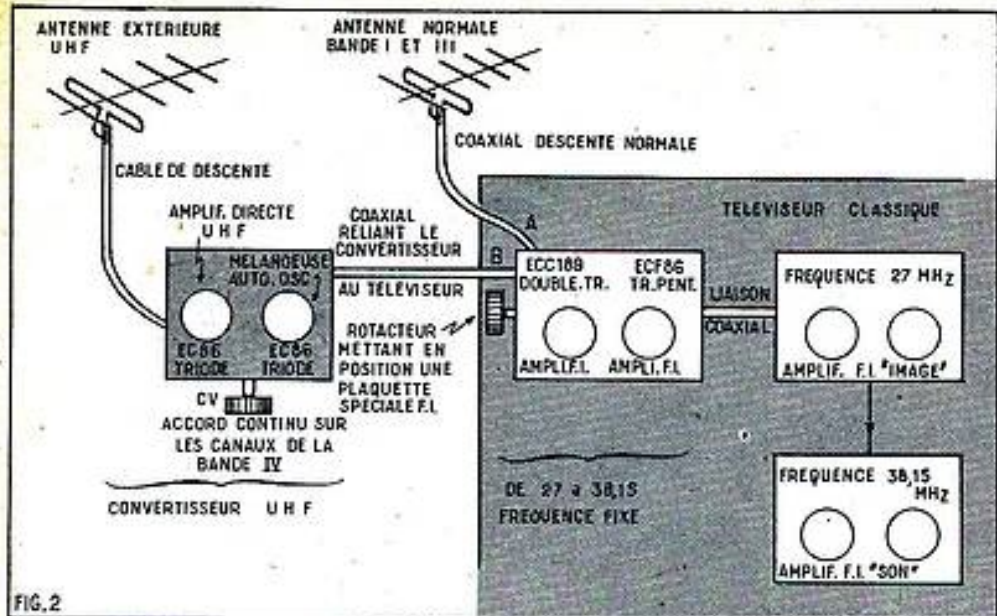 ANTENNE EXTÉRIEURE
UHF
ANTENNE NORMALE
BANDE I ET III
CABLE DE DESCENTE
COAXIAL DESCENTE NORMALE
AMPLIF. DIRECTE
UHF
MELANGEUSE
AUTO. OSC
EC86
TRIODE
EC86
TRIODE
CV
ACCORD CONTINU SUR
LES CANAUX DE LA
BANDE IV
CONVERTISSEUR UHF
COAXIAL
RELIANT LE
CONVERTISSEUR
AU TÉLÉVISEUR
ROTACTEUR
METTANT EN
POSITION UNE
PLAQUETTE
SPÉCIALE F.I.
A
B
TÉLÉVISEUR CLASSIQUE
ECC189
DOUBLE.TR.
ECF86
TR.PENT.
AMPLI.F.I.
AMPLI.F.I.
LIAISON
COAXIAL
FREQUENCE 27 MHz
AMPLIF. F.I. "IMAGE"
DE 27 à 38,15
FREQUENCE FIXE
FREQUENCE 38,15
MHz
AMPLIF. F.I. "SON"
FIG.2